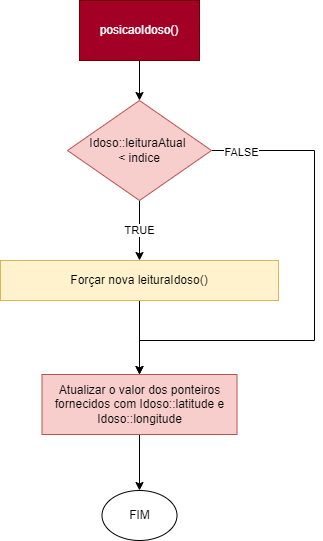 posicaoIdoso()
Idoso::leituraAtual
< indice
FALSE
TRUE
Forçar nova leituraIdoso()
Atualizar o valor dos ponteiros
fornecidos com Idoso::latitude e
Idoso::longitude
FIM